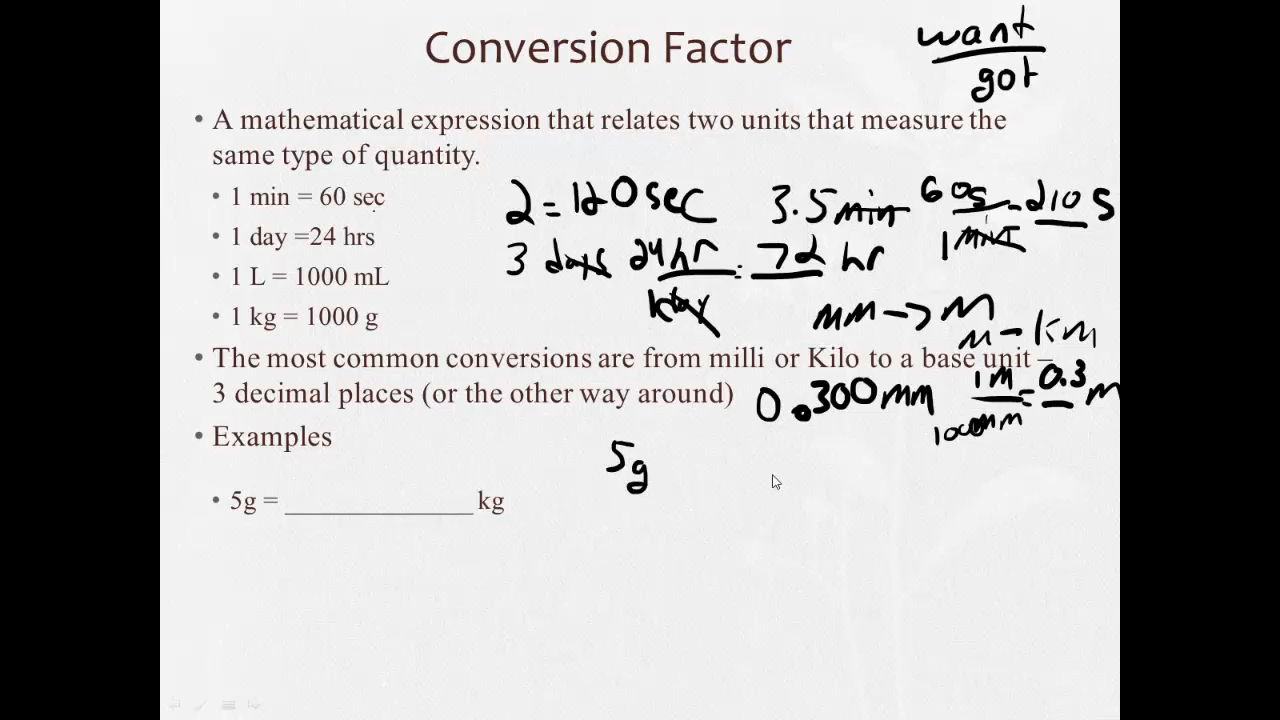 Conversion Factor
want
got
• A mathematical expression that relates two units that measure the
same type of quantity.
• 1 min = 60 sec
2 = 120 sec
3.5 min 60s = 210 s
1 min
• 1 day =24 hrs
3 days 24 hr = 72 hr
1 day
• 1 L = 1000 mL
• 1 kg = 1000 g
mm → m
m - km
• The most common conversions are from milli or Kilo to a base unit –
3 decimal places (or the other way around)
0.300 mm 1 m = 0.3 m
1000 mm
• Examples
5g
• 5g = ______________ kg